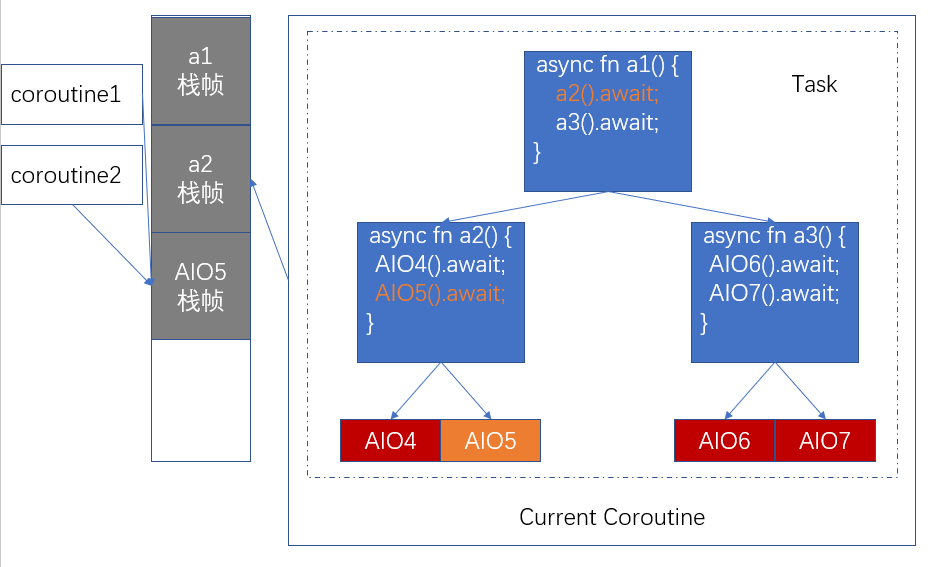 coroutine1
coroutine2
a1
栈帧
a2
栈帧
AIO5
栈帧
Task
async fn a1() {
a2().await;
a3().await;
}
async fn a2() {
AIO4().await;
AIO5().await;
}
async fn a3() {
AIO6().await;
AIO7().await;
}
AIO4
AIO5
AIO6
AIO7
Current Coroutine